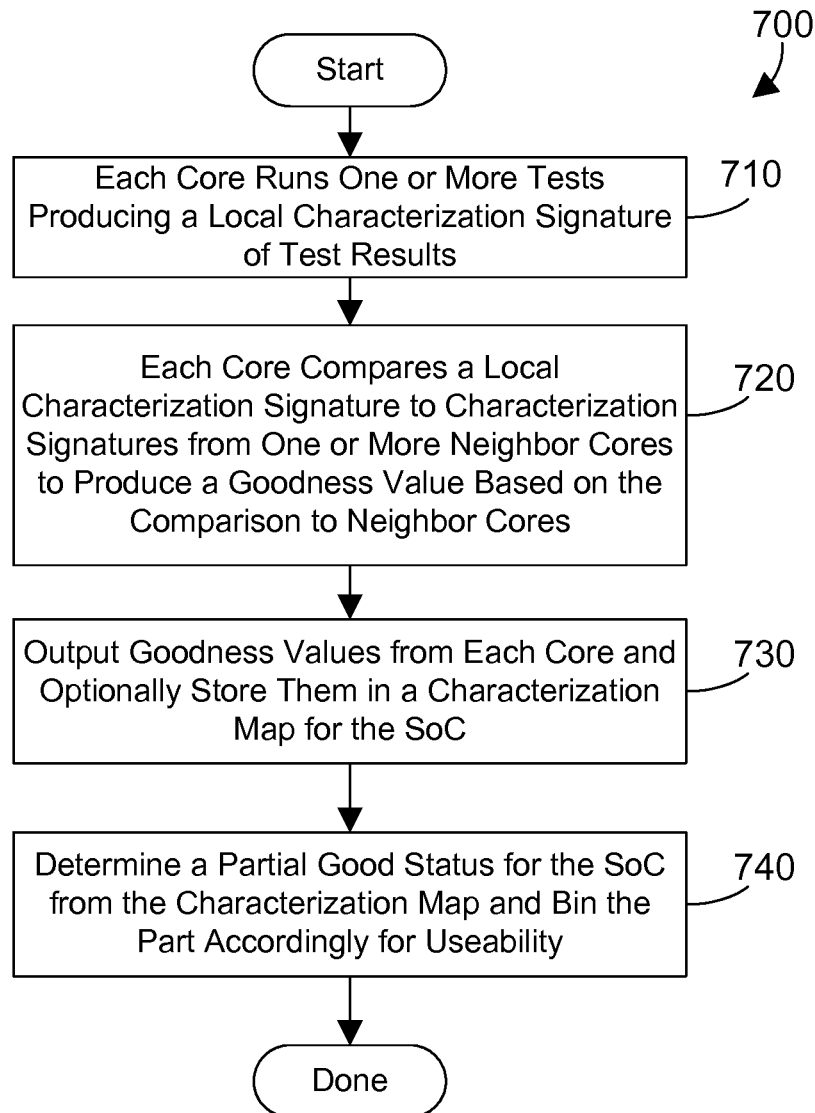 700
Start
Each Core Runs One or More Tests
Producing a Local Characterization Signature
of Test Results
710
Each Core Compares a Local
Characterization Signature to Characterization
Signatures from One or More Neighbor Cores
to Produce a Goodness Value Based on the
Comparison to Neighbor Cores
720
Output Goodness Values from Each Core and
Optionally Store Them in a Characterization
Map for the SoC
730
Determine a Partial Good Status for the SoC
from the Characterization Map and Bin the
Part Accordingly for Useability
740
Done